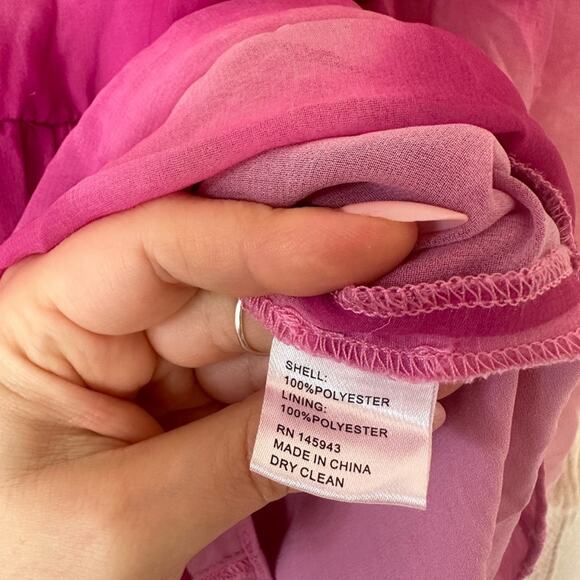 SHELL:
100%POLYESTER
LINING:
100%POLYESTER
RN 145943
MADE IN CHINA
DRY CLEAN